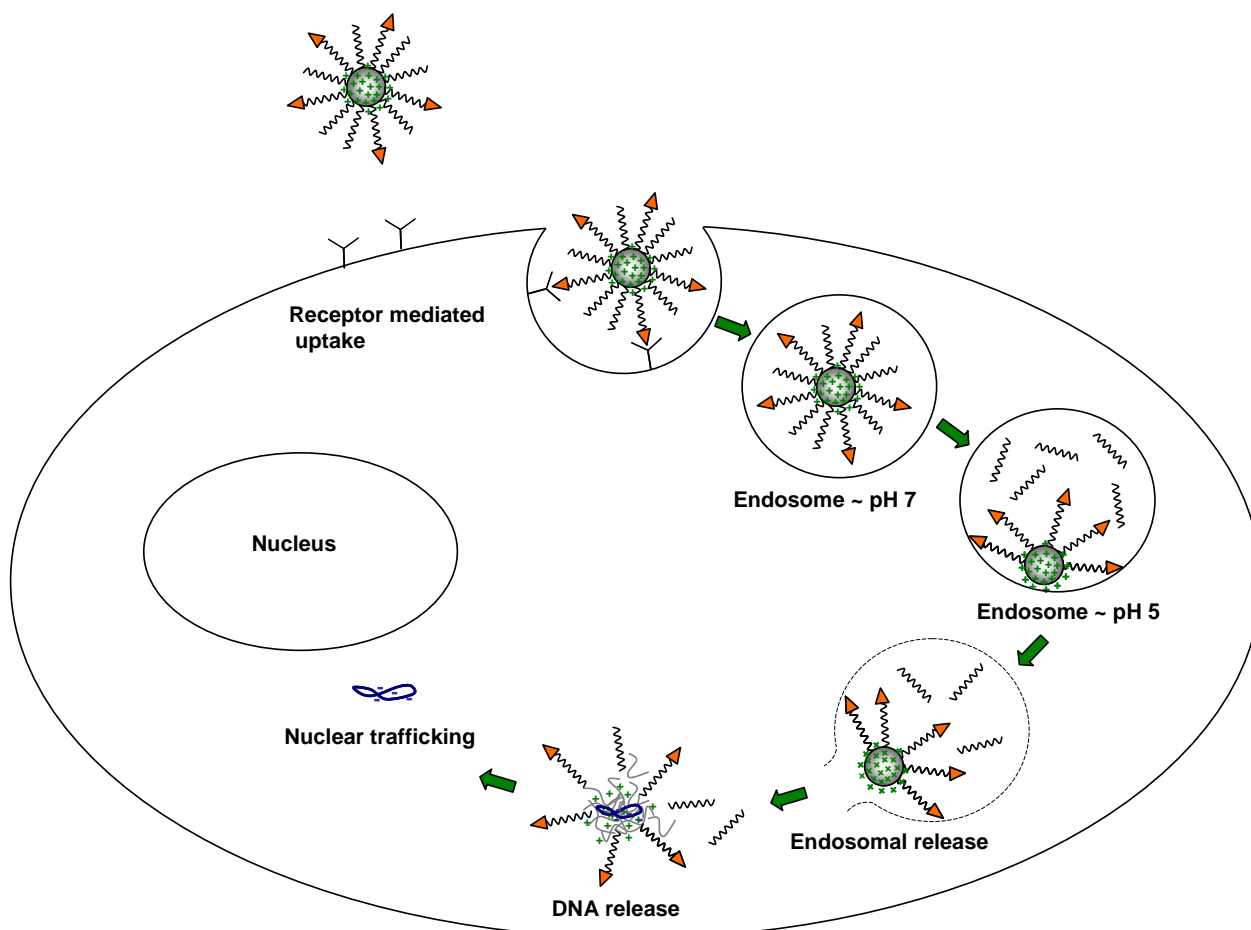 Receptor mediated
uptake
Endosome ~ pH 7
Nucleus
Endosome ~ pH 5
Nuclear trafficking
Endosomal release
DNA release